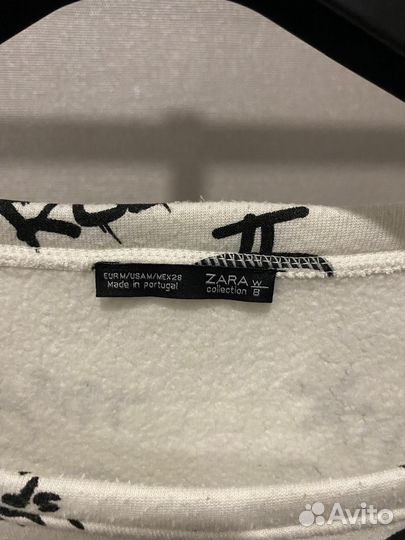 EUR M/USA M/MEX 28
Made in Portugal
ZARA W/B
collection
Avito